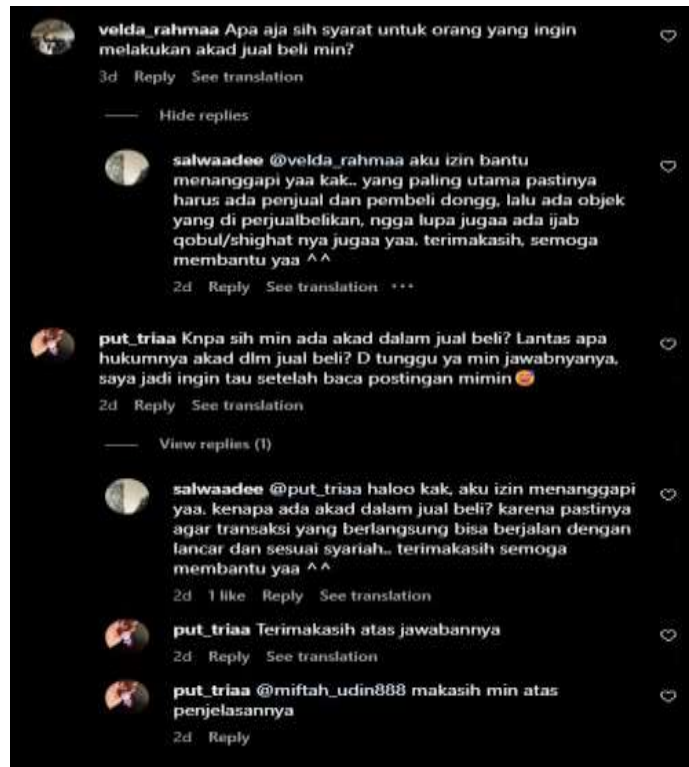 velda_rahmaa Apa aja sih syarat untuk orang yang ingin
melakukan akad jual beli min?
3d Reply See translation
Hide replies
salwaadee @velda_rahmaa aku izin bantu
menanggapi yaa kak.. yang paling utama pastinya
harus ada penjual dan pembeli dongg, lalu ada objek
yang di perjualbelikan, ngga lupa jugaa ada ijab
qobul/shighat nya jugaa yaa. terimakasih, semoga
membantu yaa ^^
2d Reply See translation •••
put_triaa Knpa sih min ada akad dalam jual beli? Lantas apa
hukumnya akad dlm jual beli? D tunggu ya min jawabnyanya,
saya jadi ingin tau setelah baca postingan mimin😅
2d Reply See translation
View replies (1)
salwaadee @put_triaa haloo kak, aku izin menanggapi
yaa. kenapa ada akad dalam jual beli? karena pastinya
agar transaksi yang berlangsung bisa berjalan dengan
lancar dan sesuai syariah.. terimakasih semoga
membantu yaa ^^
2d 1 like Reply See translation
put_triaa Terimakasih atas jawabannya
2d Reply See translation
put_triaa @miftah_udin888 makasih min atas
penjelasannya
2d Reply